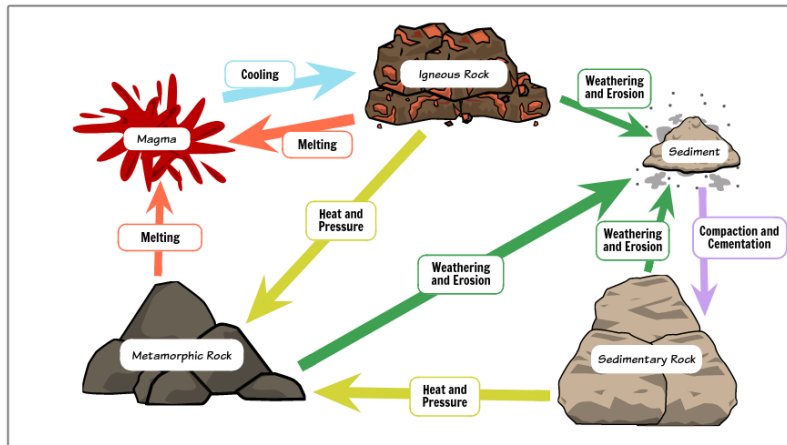 Cooling
Igneous Rock
Weathering
and Erosion
Magma
Melting
Sediment
Heat and
Pressure
Melting
Weathering
and Erosion
Compaction and
Cementation
Weathering
and Erosion
Metamorphic Rock
Sedimentary Rock
Heat and
Pressure